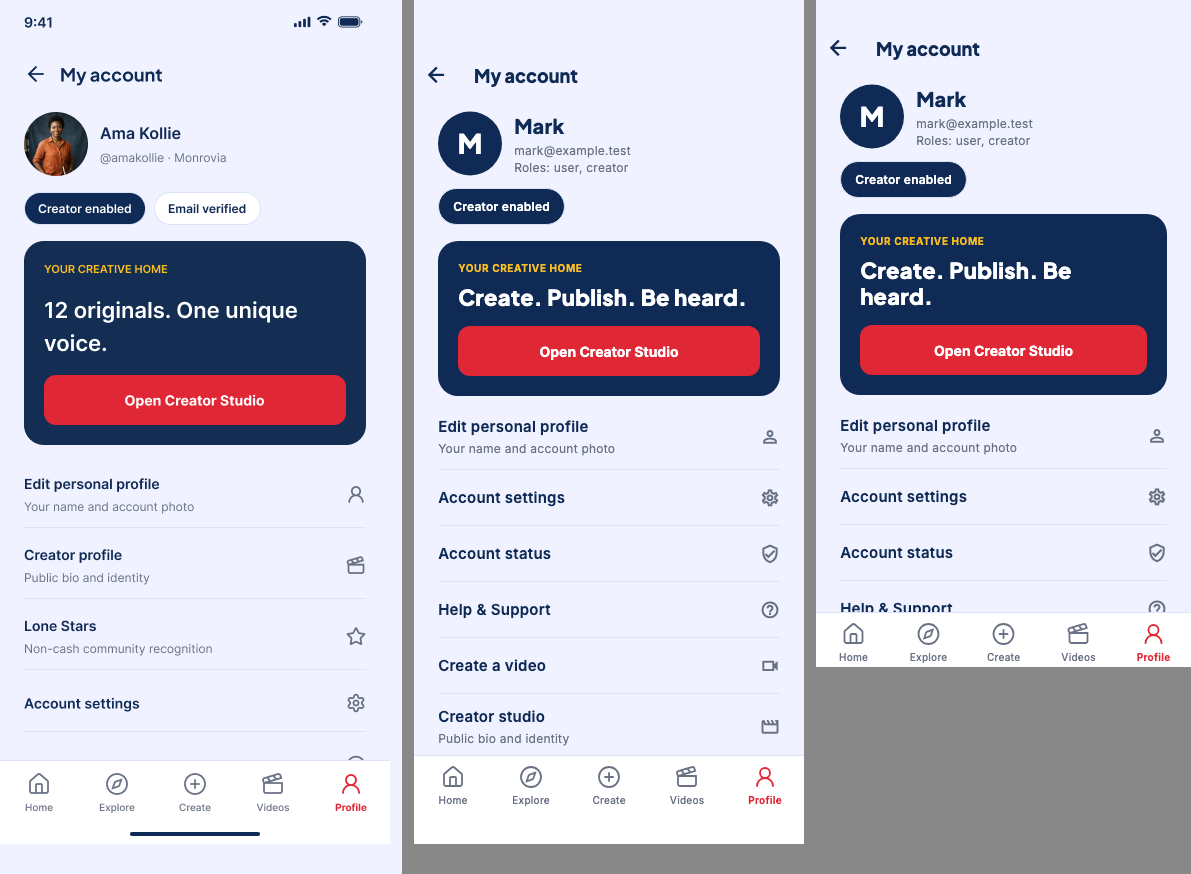 9:41
My account
Ama Kollie
@amakollie · Monrovia
Creator enabled
Email verified
YOUR CREATIVE HOME
12 originals. One unique
voice.
Open Creator Studio
Edit personal profile
Your name and account photo
Creator profile
Public bio and identity
Lone Stars
Non-cash community recognition
Account settings
Home
Explore
Create
Videos
Profile
My account
M
Mark
mark@example.test
Roles: user, creator
Creator enabled
YOUR CREATIVE HOME
Create. Publish. Be heard.
Open Creator Studio
Edit personal profile
Your name and account photo
Account settings
Account status
Help & Support
Create a video
Creator studio
Public bio and identity
Home
Explore
Create
Videos
Profile
My account
M
Mark
mark@example.test
Roles: user, creator
Creator enabled
YOUR CREATIVE HOME
Create. Publish. Be
heard.
Open Creator Studio
Edit personal profile
Your name and account photo
Account settings
Account status
Help & Support
Home
Explore
Create
Videos
Profile